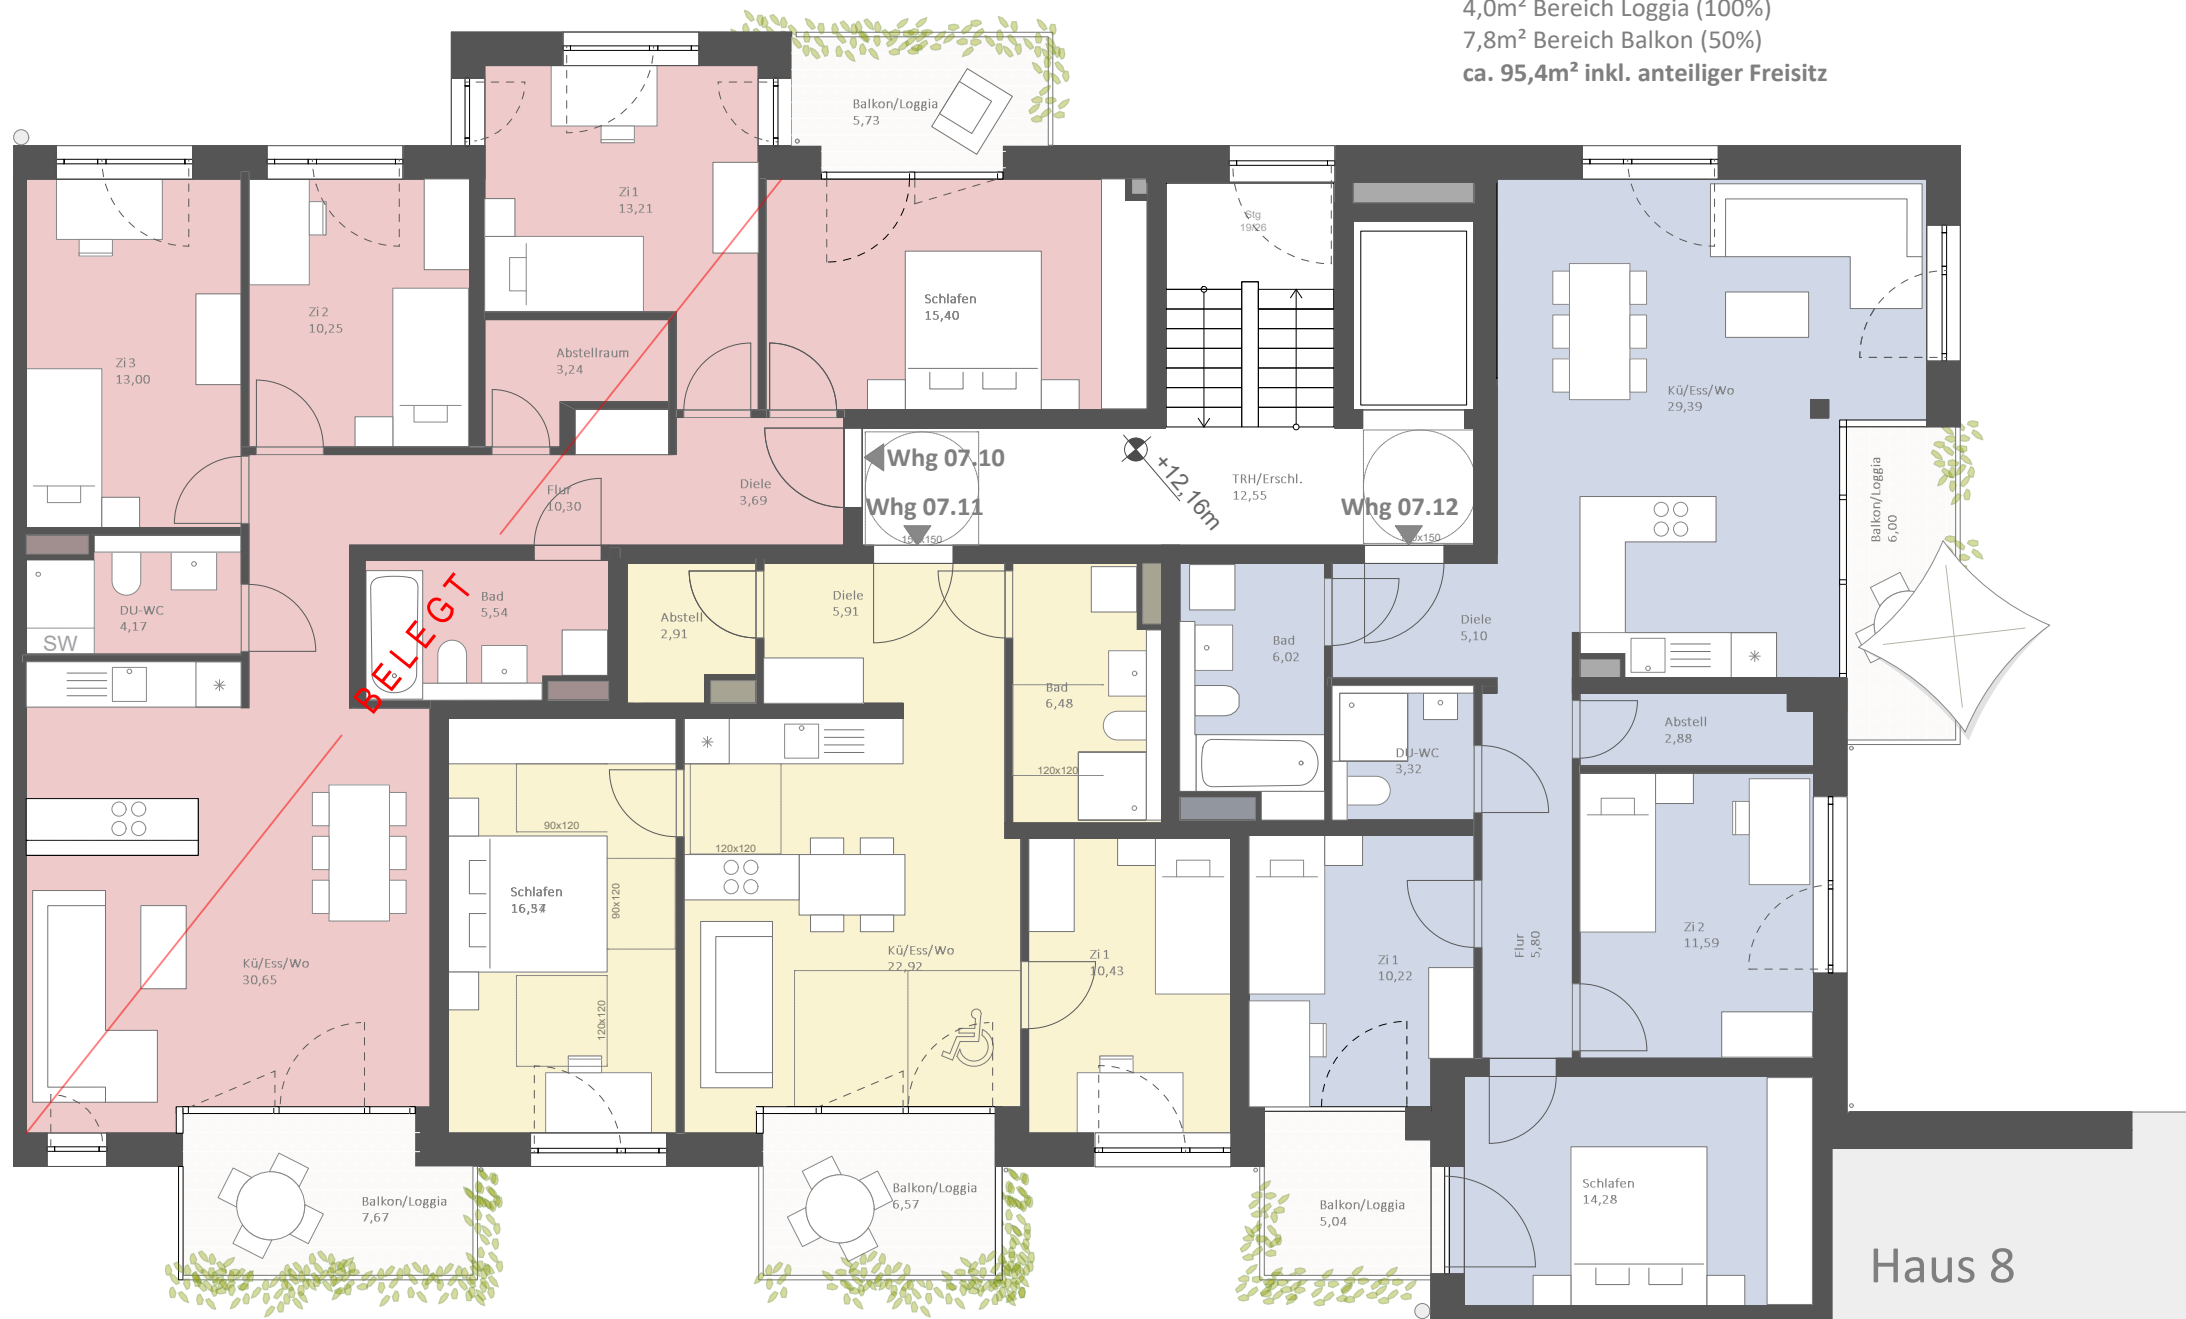 4,0m² Bereich Loggia (100%)
7,8m² Bereich Balkon (50%)
ca. 95,4m² inkl. anteiliger Freisitz
Balkon/Loggia
5,73
Zi 1
13,21
Stg
19/26
Schlafen
15,40
Zi 2
10,25
Zi 3
13,00
Abstellraum
3,24
Kü/Ess/Wo
29,39
Whg 07.10
Whg 07.11
Whg 07.12
+12,16m
TRH/Erschl.
12,55
Diele
3,69
Flur
10,30
Balkon/Loggia
6,00
DU-WC
4,17
SW
Bad
5,54
BELEGT
Abstell
2,91
Diele
5,91
Bad
6,48
120x120
Bad
6,02
Diele
5,10
DU-WC
3,32
Abstell
2,88
90x120
90x120
120x120
120x120
Schlafen
Kü/Ess/Wo
22,92
Zi 1
10,43
Zi 1
10,22
Flur
5,80
Zi 2
11,59
Kü/Ess/Wo
30,65
Balkon/Loggia
7,67
Balkon/Loggia
6,57
Balkon/Loggia
5,04
Schlafen
14,28
Haus 8